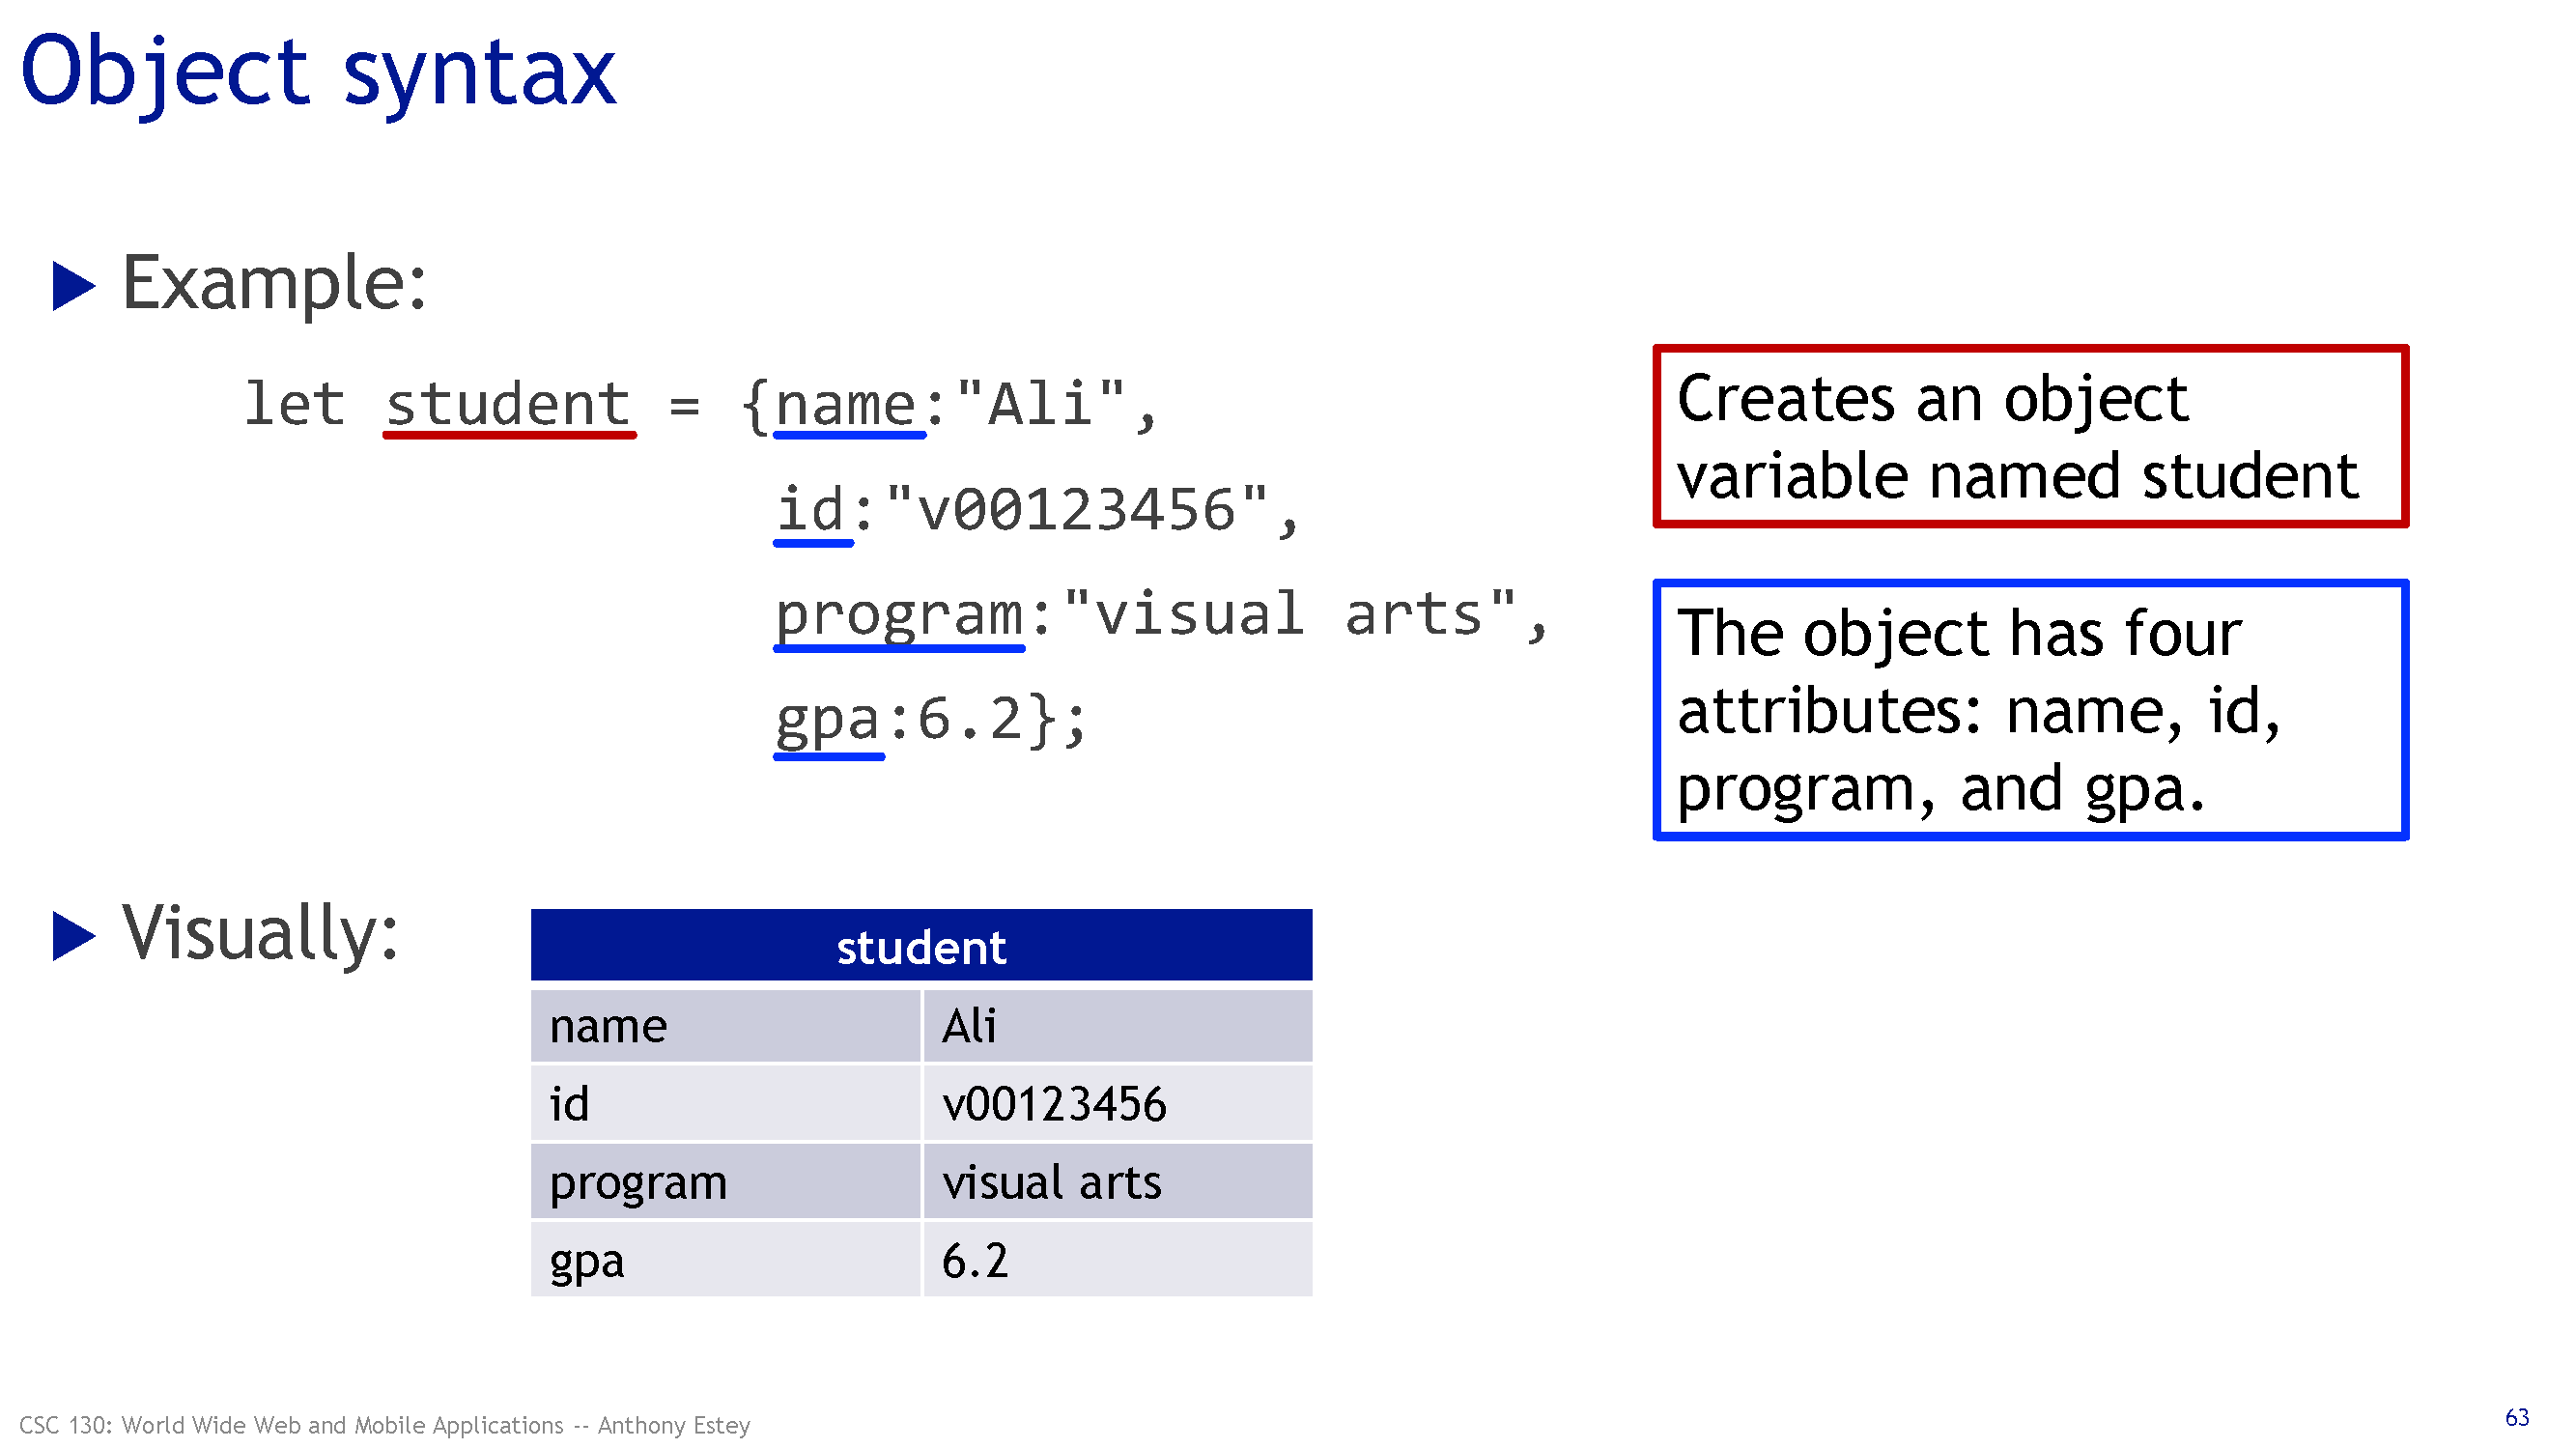 Object syntax
Example:
let student = {name:"Ali",
id:"v00123456",
program:"visual arts",
gpa:6.2};
Creates an object
variable named student
The object has four
attributes: name, id,
program, and gpa.
Visually:
student
name Ali
id v00123456
program visual arts
gpa 6.2
CSC 130: World Wide Web and Mobile Applications -- Anthony Estey
63